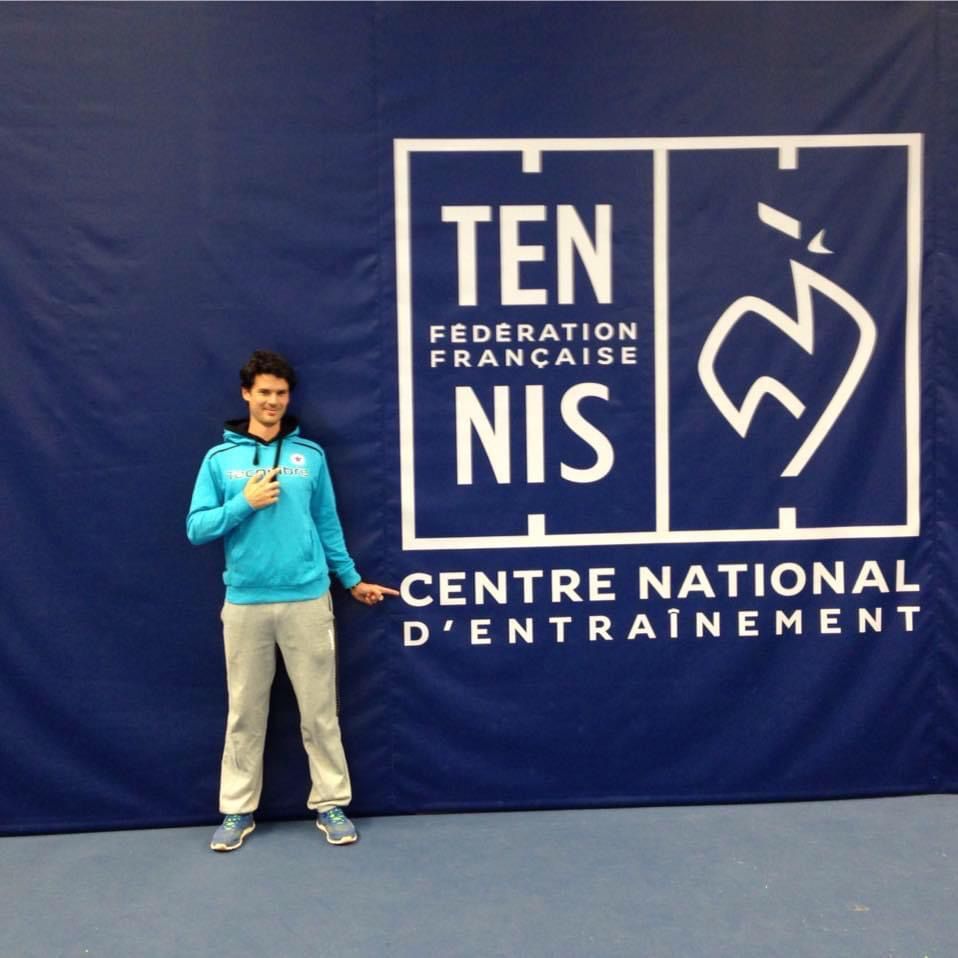 TEN
FÉDÉRATION
FRANÇAISE
NIS
CENTRE NATIONAL
D'ENTRAÎNEMENT